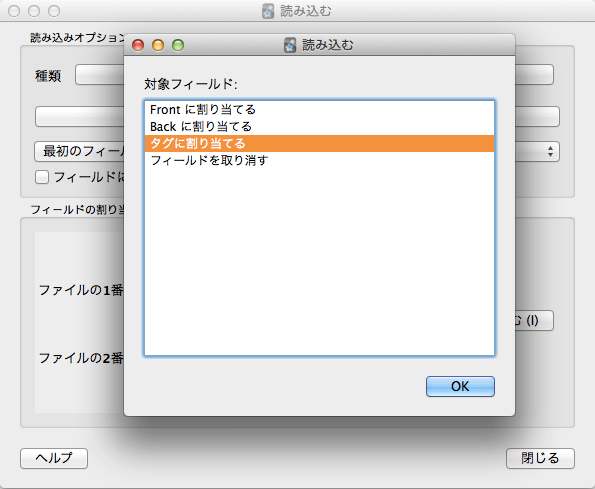 読み込む
読み込みオプション
種類
最初のフィール
フィールドに
フィールドの割り当
ファイルの1番
ファイルの2番
む (I)
ヘルプ
閉じる
読み込む
対象フィールド:
Front に割り当てる
Back に割り当てる
タグに割り当てる
フィールドを取り消す
OK